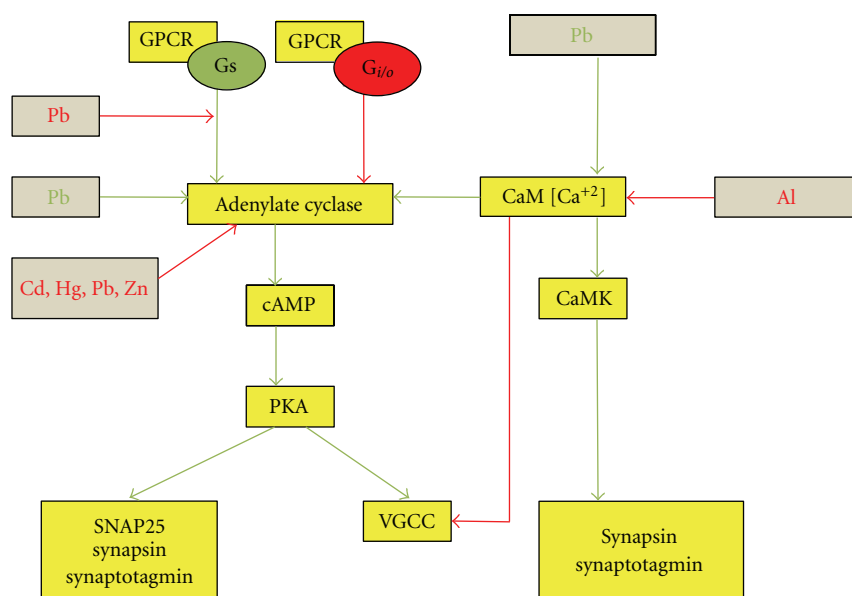 GPCR
Gs
GPCR
Gi/o
Pb
Pb
Pb
Adenylate cyclase
CaM [Ca+2]
Al
Cd, Hg, Pb, Zn
cAMP
CaMK
PKA
SNAP25
synapsin
synaptotagmin
VGCC
Synapsin
synaptotagmin